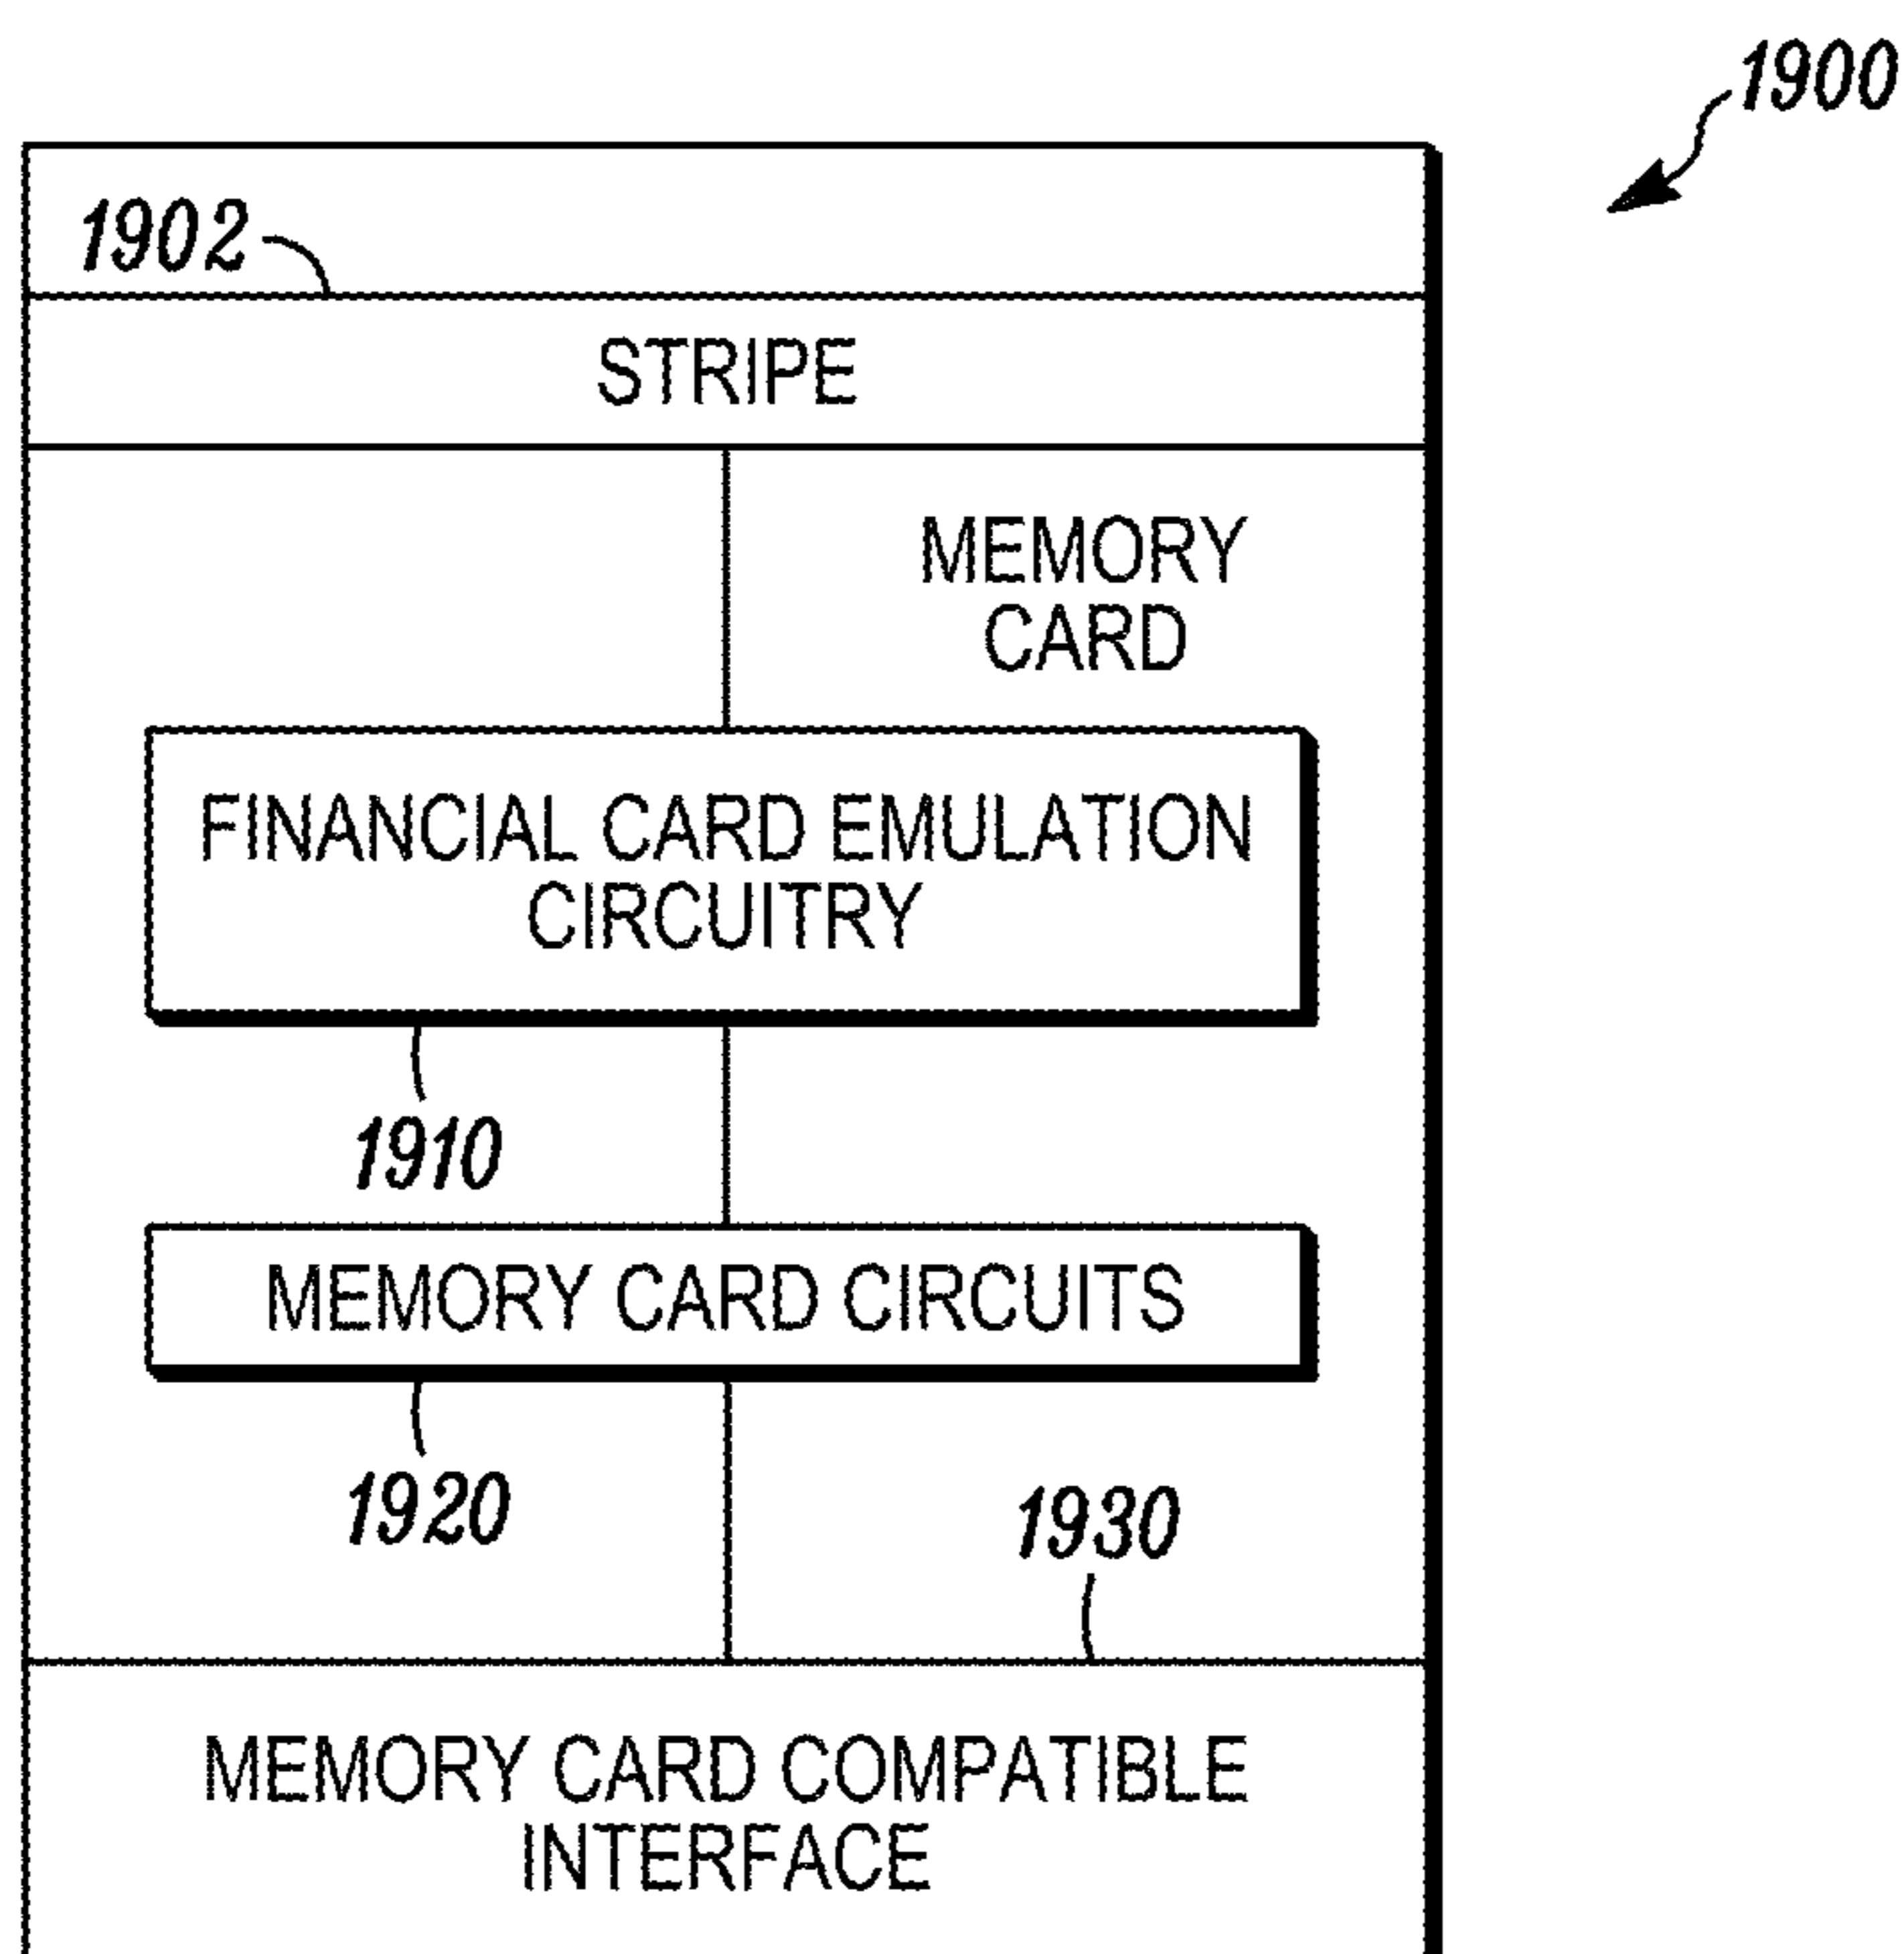 1900
1902
STRIPE
MEMORY
CARD
FINANCIAL CARD EMULATION
CIRCUITRY
1910
MEMORY CARD CIRCUITS
1920
1930
MEMORY CARD COMPATIBLE
INTERFACE